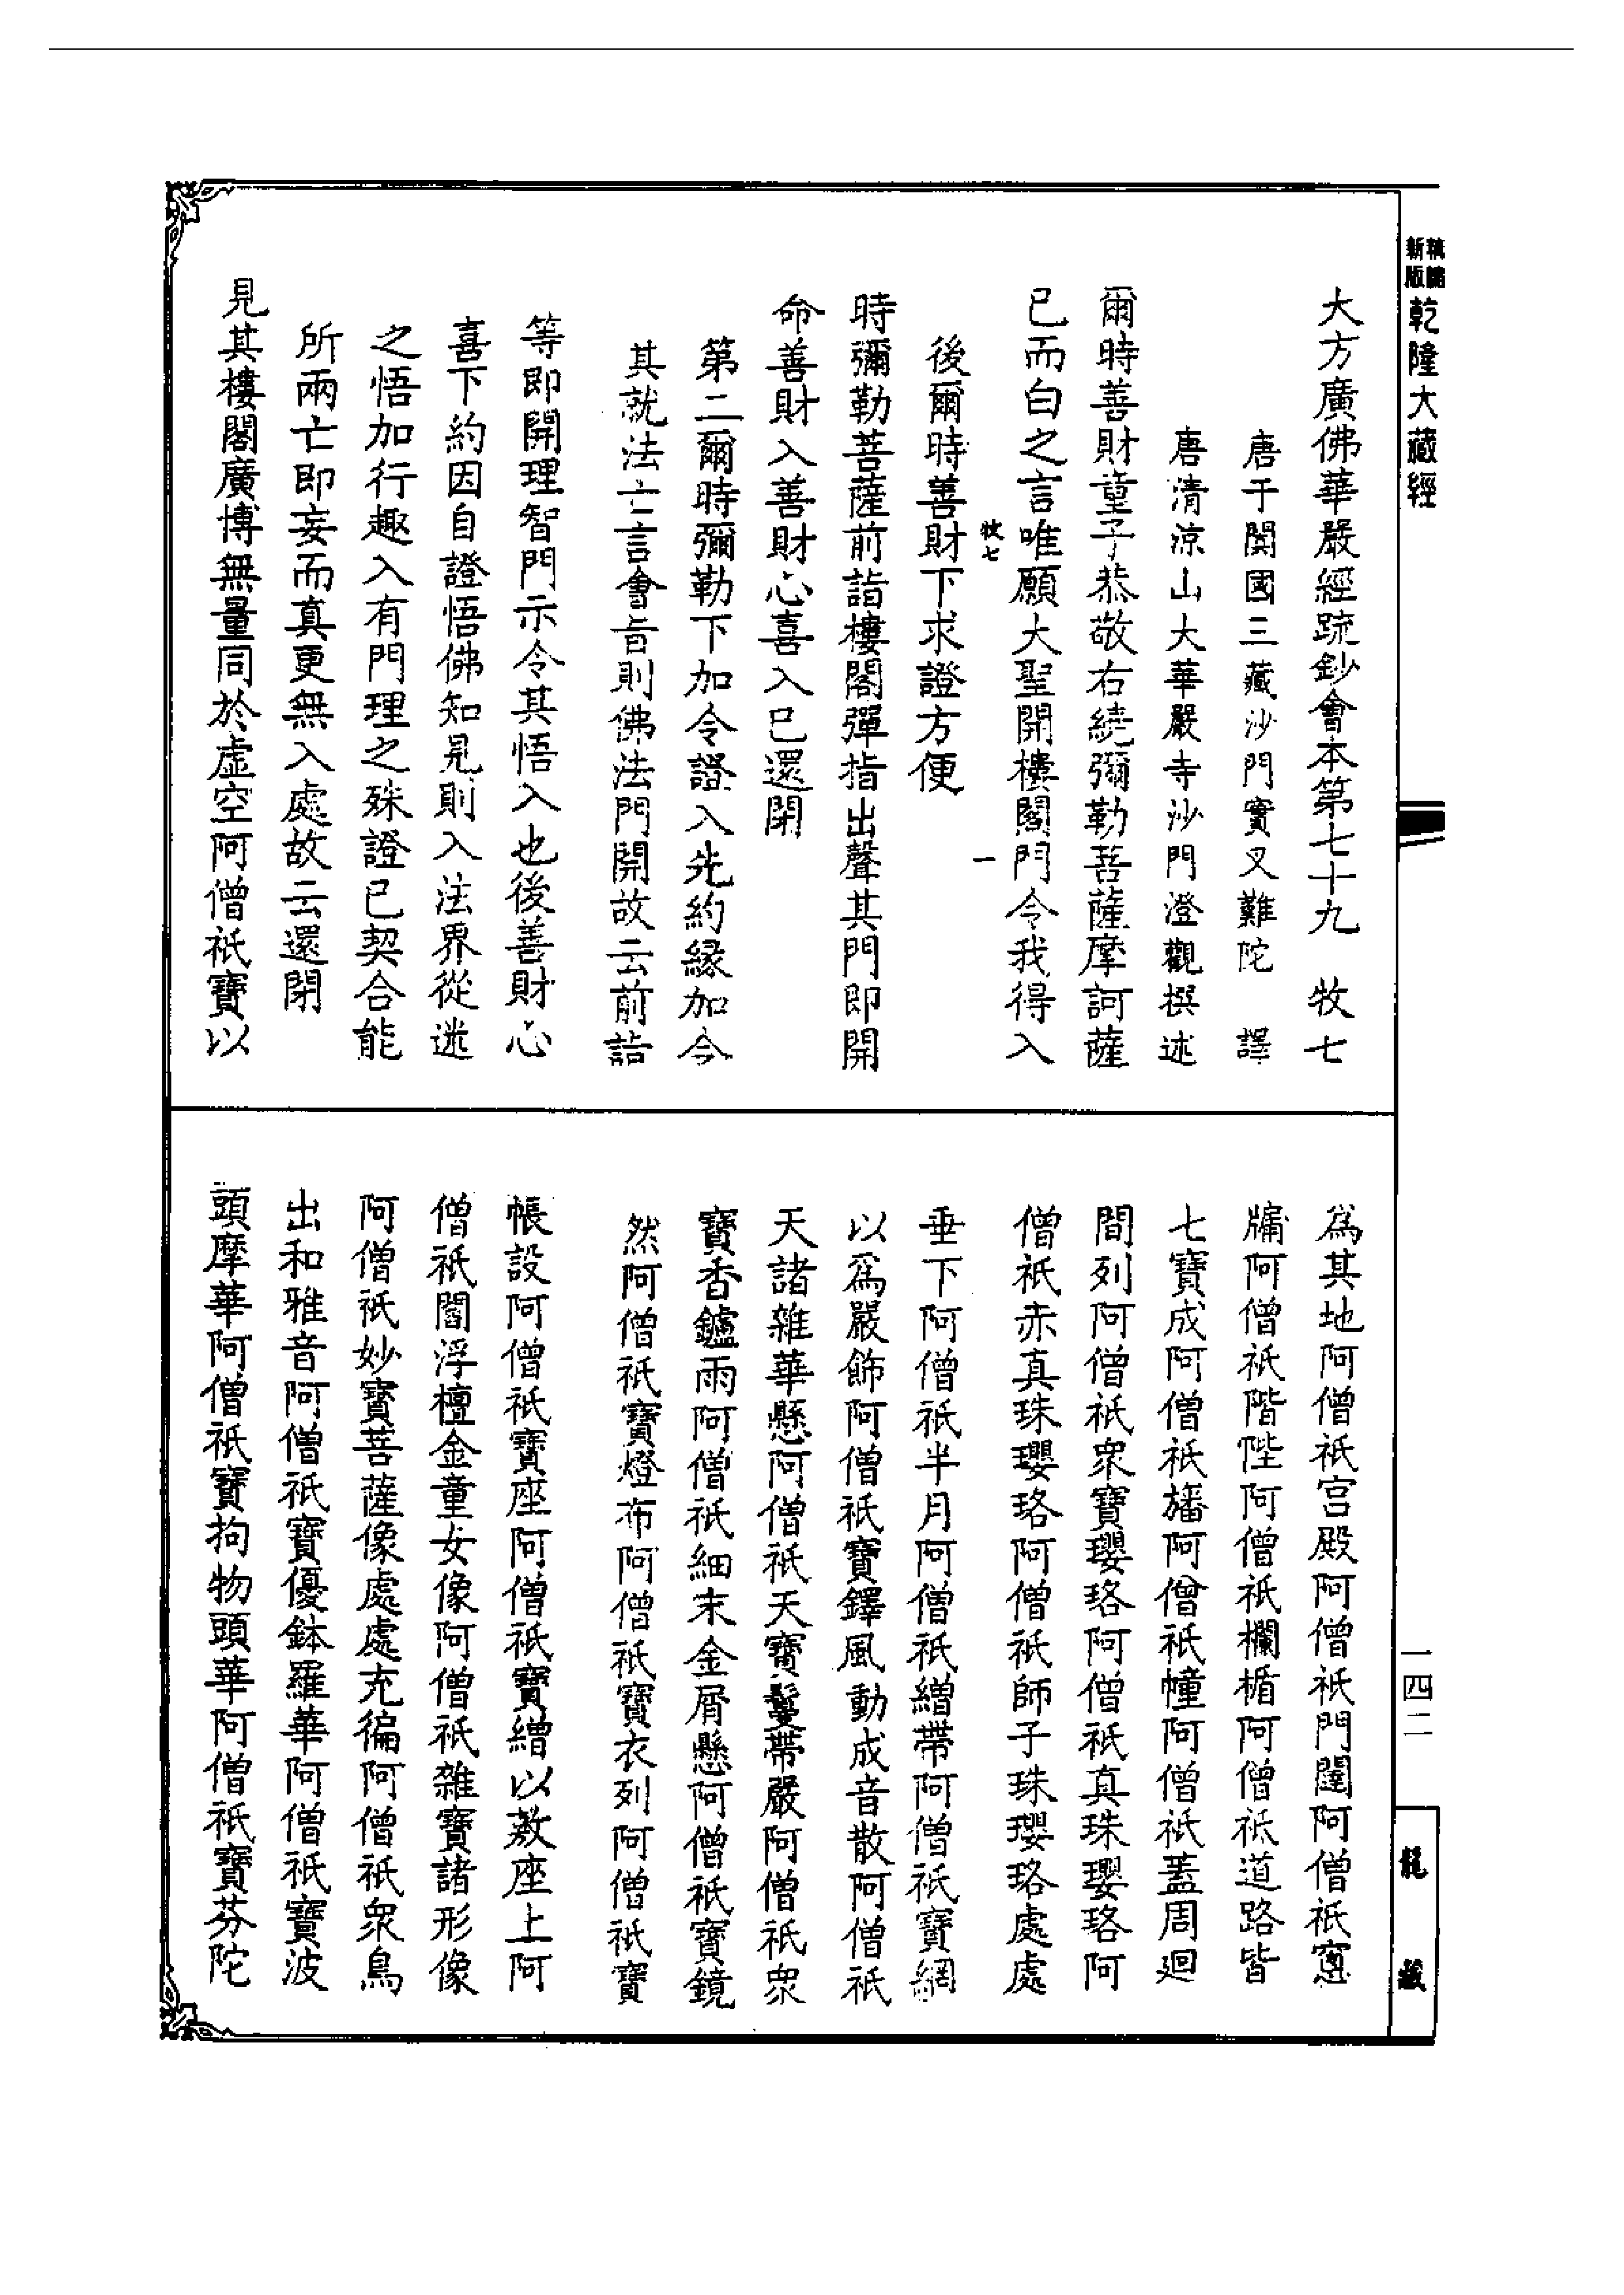 新版
精縮
乾隆大藏經
大方廣佛華嚴經疏鈔會本第七十九　牧七
唐于闐國三藏沙門實叉難陀　譯
唐清涼山大華嚴寺沙門澄觀撰述
爾時善財童子恭敬右繞彌勒菩薩摩訶薩
已而白之言唯願大聖開樓閣門令我得入
牧七　一
後爾時善財下求證方便
時彌勒菩薩前詣樓閣彈指出聲其門即開
命善財入善財心喜入已還閉
第二爾時彌勒下加令證入先約緣加令
其就法亡言會旨則佛法門開故云前詣
等即開理智門示令其悟入也後善財心
喜下約因自證悟佛知見則入法界從迷
之悟加行趣入有門理之殊證已契合能
所兩亡即妄而真更無入處故云還閉
見其樓閣廣博無量同於虛空阿僧祇寶以
為其地阿僧祇宮殿阿僧祇門闥阿僧祇窻
牖阿僧祇階陛阿僧祇欄楯阿僧祇道路皆
七寶成阿僧祇旛阿僧祇幢阿僧祇蓋周迴
間列阿僧祇眾寶瓔珞阿僧祇真珠瓔珞阿
僧祇赤真珠瓔珞阿僧祇師子珠瓔珞處處
垂下阿僧祇半月阿僧祇繒帶阿僧祇寶網
以為嚴飾阿僧祇寶鐸風動成音散阿僧祇
天諸雜華懸阿僧祇天寶鬘帶嚴阿僧祇眾
寶香鑪雨阿僧祇細末金屑懸阿僧祇寶鏡
然阿僧祇寶燈布阿僧祇寶衣列阿僧祇寶
帳設阿僧祇寶座阿僧祇寶繒以敷座上阿
僧祇閻浮檀金童女像阿僧祇雜寶諸形像
阿僧祇妙寶菩薩像處處充徧阿僧祇眾鳥
出和雅音阿僧祇寶優鉢羅華阿僧祇寶波
頭摩華阿僧祇寶拘物頭華阿僧祇寶芬陀
一四二
龍藏